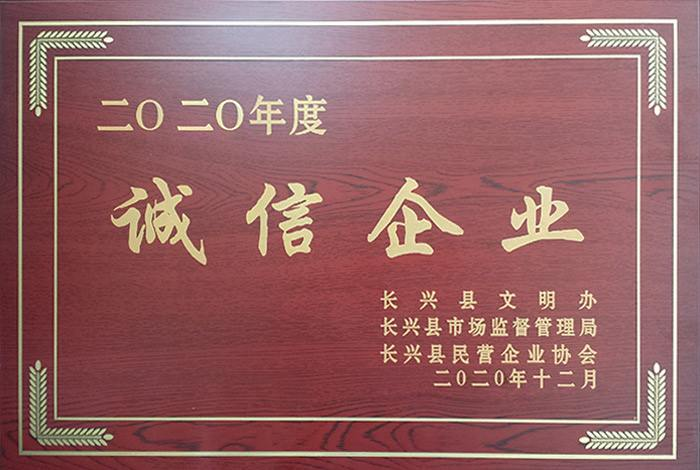 二〇二〇年度
诚信企业
长兴县文明办
长兴县市场监督管理局
长兴县民营企业协会
二〇二〇年十二月